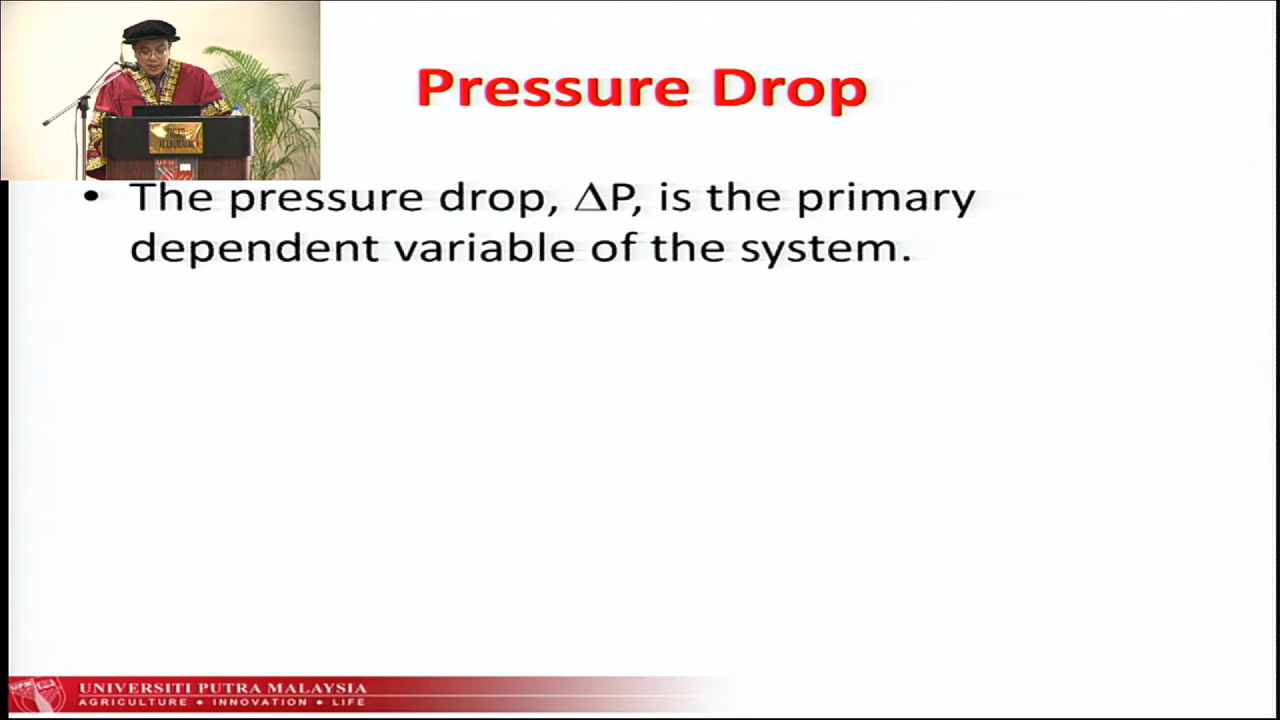 Pressure Drop
• The pressure drop, ΔP, is the primary
dependent variable of the system.
UPM
UNIVERSITI PUTRA MALAYSIA
AGRICULTURE • INNOVATION • LIFE